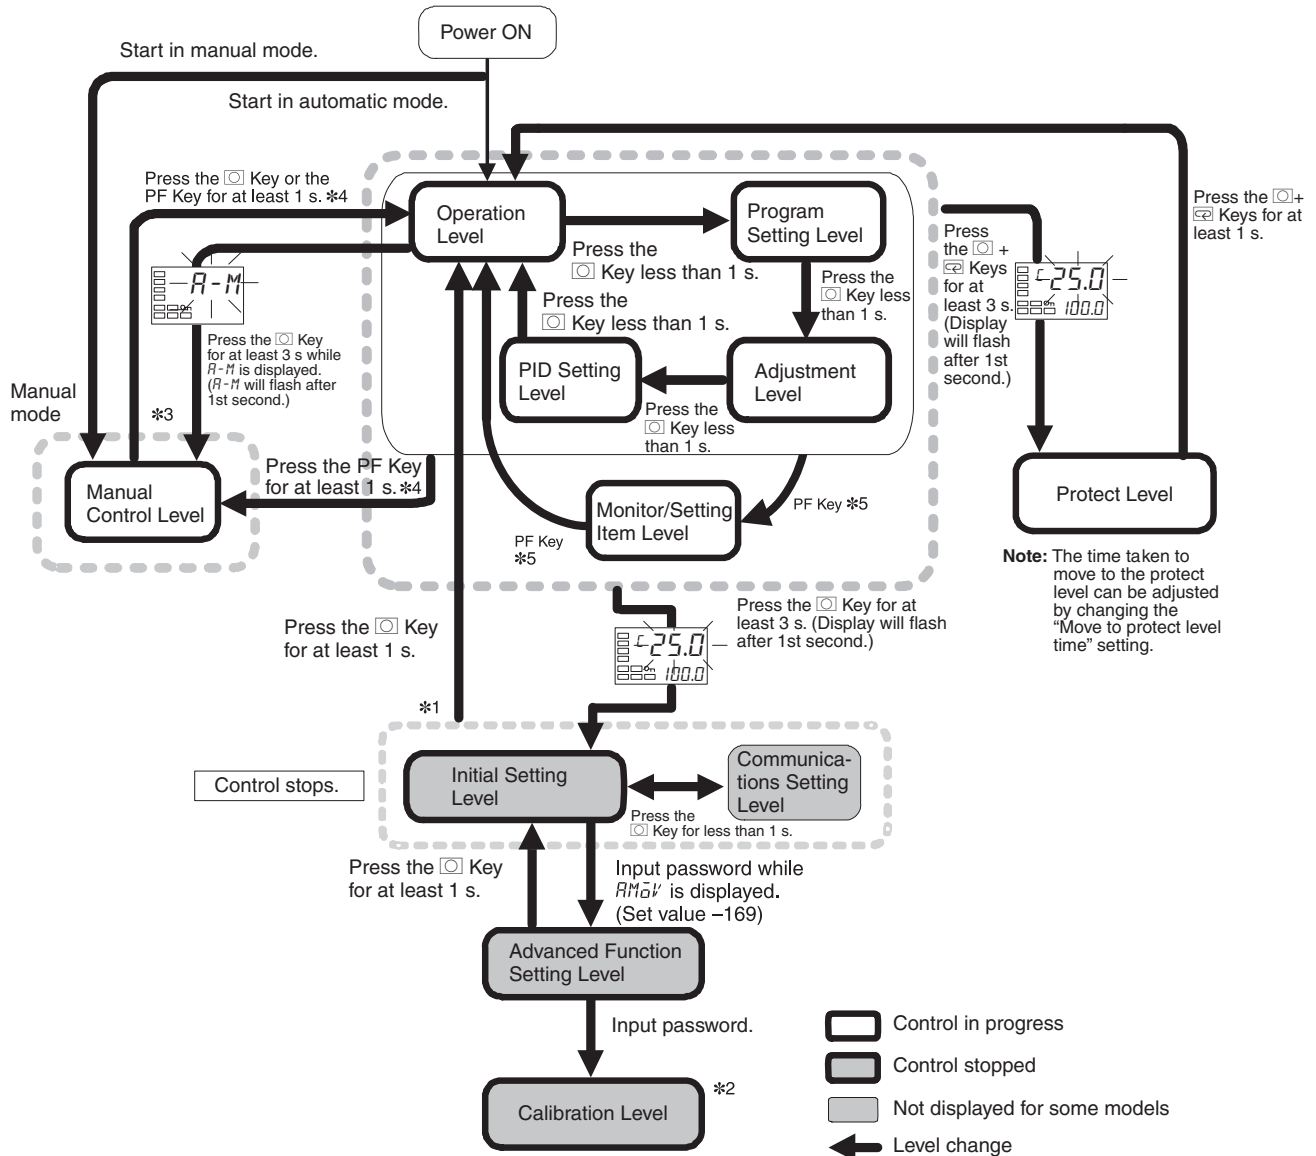 Power ON
Start in manual mode.
Start in automatic mode.
Press the Key or the
PF Key for at least 1 s. *4
A-M
Press the Key
for at least 3 s while
A-M is displayed.
(A-M will flash after
1st second.)
Manual
mode
*3
Manual
Control Level
Press the PF Key
for at least 1 s. *4
Operation
Level
Press the
Key less than 1 s.
Program
Setting Level
Press the
Key less
than 1 s.
Adjustment
Level
Press the
Key less
than 1 s.
PID Setting
Level
Press the
Key less than 1 s.
Monitor/Setting
Item Level
PF Key *5
PF Key
*5
Press
the +
Keys
for at
least 3 s.
(Display
will flash
after 1st
second.)
C 25.0
100.0
Press the +
Keys for at
least 1 s.
Protect Level
Note: The time taken to
move to the protect
level can be adjusted
by changing the
“Move to protect level
time” setting.
Press the Key for at
least 3 s. (Display will flash
after 1st second.)
C 25.0
100.0
Press the Key
for at least 1 s.
*1
Control stops.
Initial Setting
Level
Communica-
tions Setting
Level
Press the
Key for less than 1 s.
Press the Key
for at least 1 s.
Input password while
AMoV is displayed.
(Set value –169)
Advanced Function
Setting Level
Input password.
Calibration Level
*2
Control in progress
Control stopped
Not displayed for some models
Level change